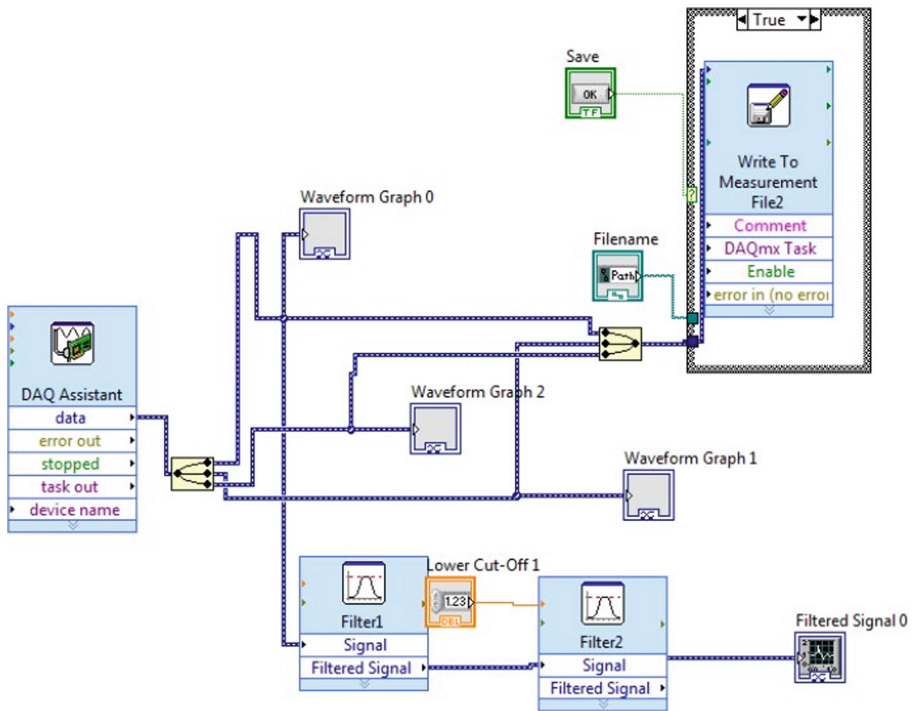 True
Save
OK
TF
Write To
Measurement
File2
Comment
DAQmx Task
Enable
error in (no error
Waveform Graph 0
Filename
Path
DAQ Assistant
data
error out
stopped
task out
device name
Waveform Graph 2
Waveform Graph 1
Lower Cut-Off 1
1.23
DBL
Filter1
Signal
Filtered Signal
Filter2
Signal
Filtered Signal
Filtered Signal 0
?